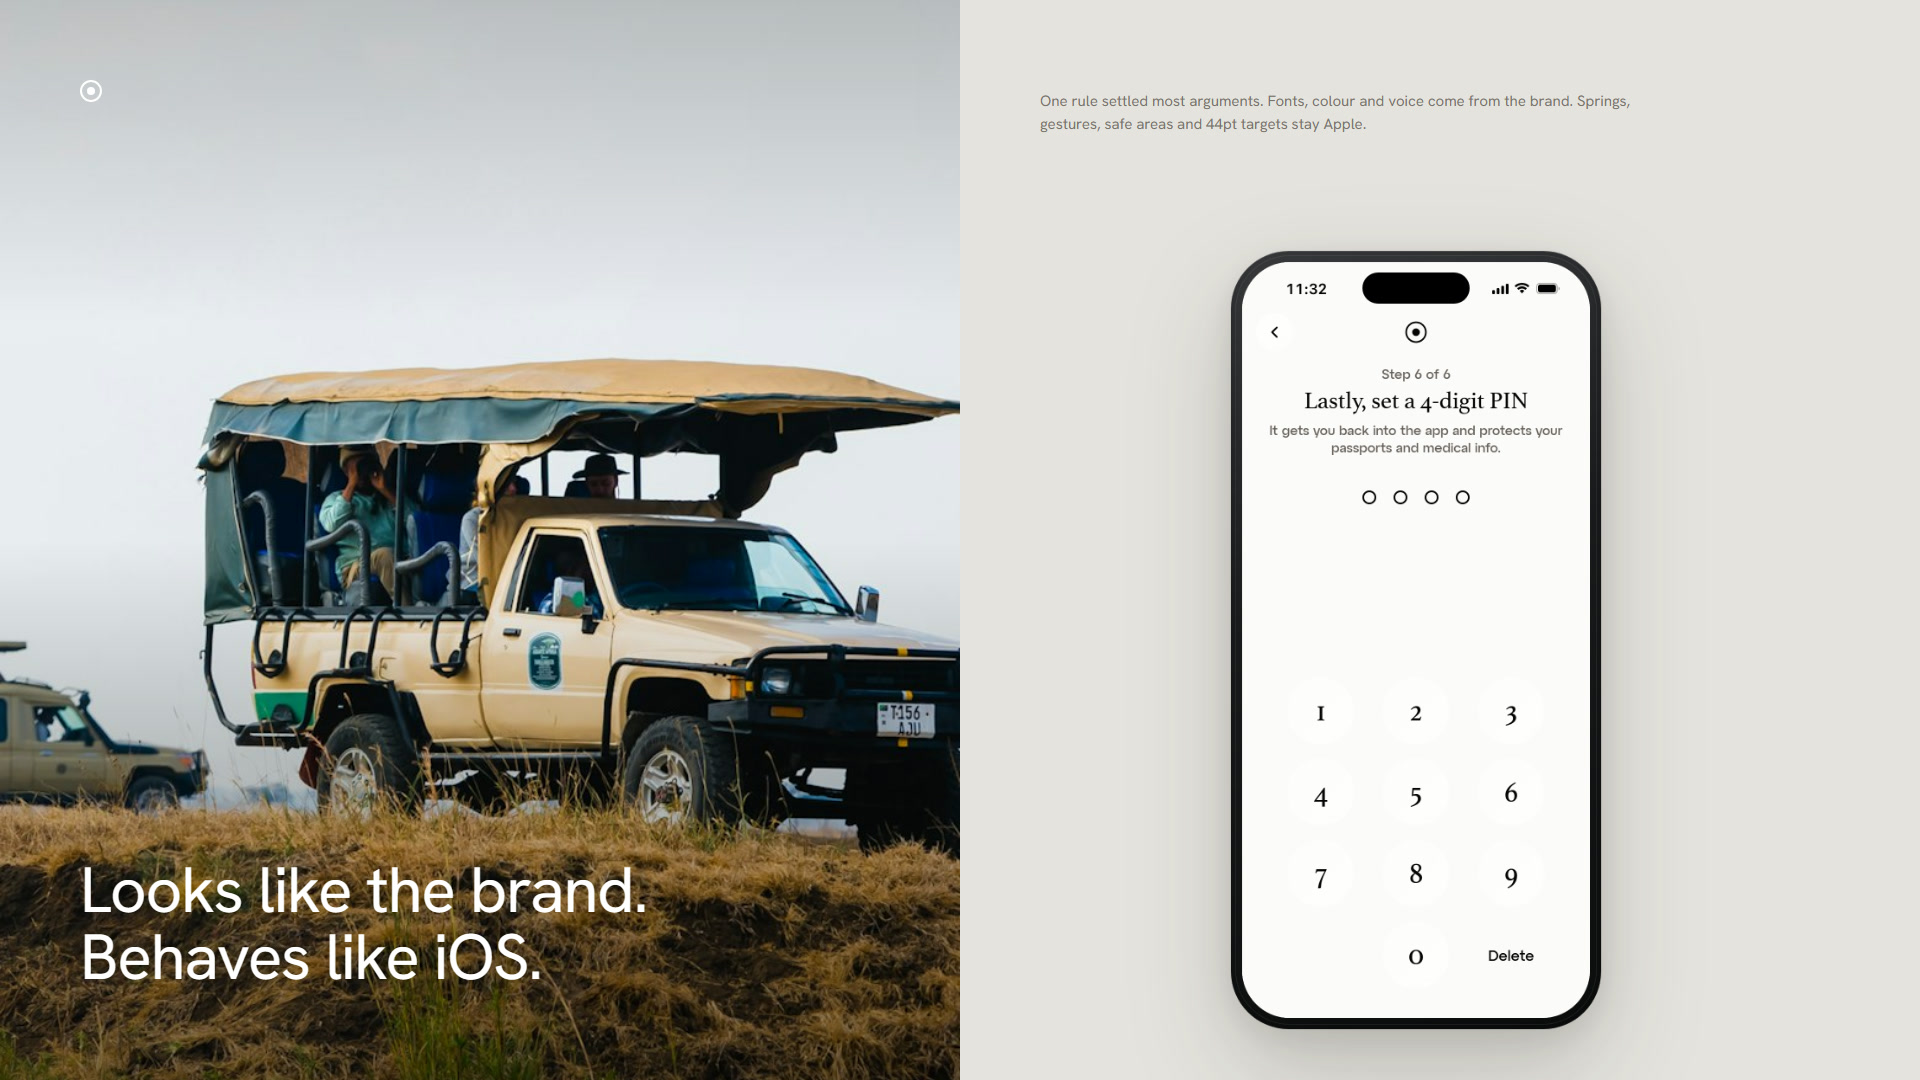 One rule settled most arguments. Fonts, colour and voice come from the brand. Springs,
gestures, safe areas and 44pt targets stay Apple.
11:32
Step 6 of 6
Lastly, set a 4-digit PIN
It gets you back into the app and protects your
passports and medical info.
1 2 3
4 5 6
7 8 9
0 Delete
T156
AJU
Looks like the brand.
Behaves like iOS.